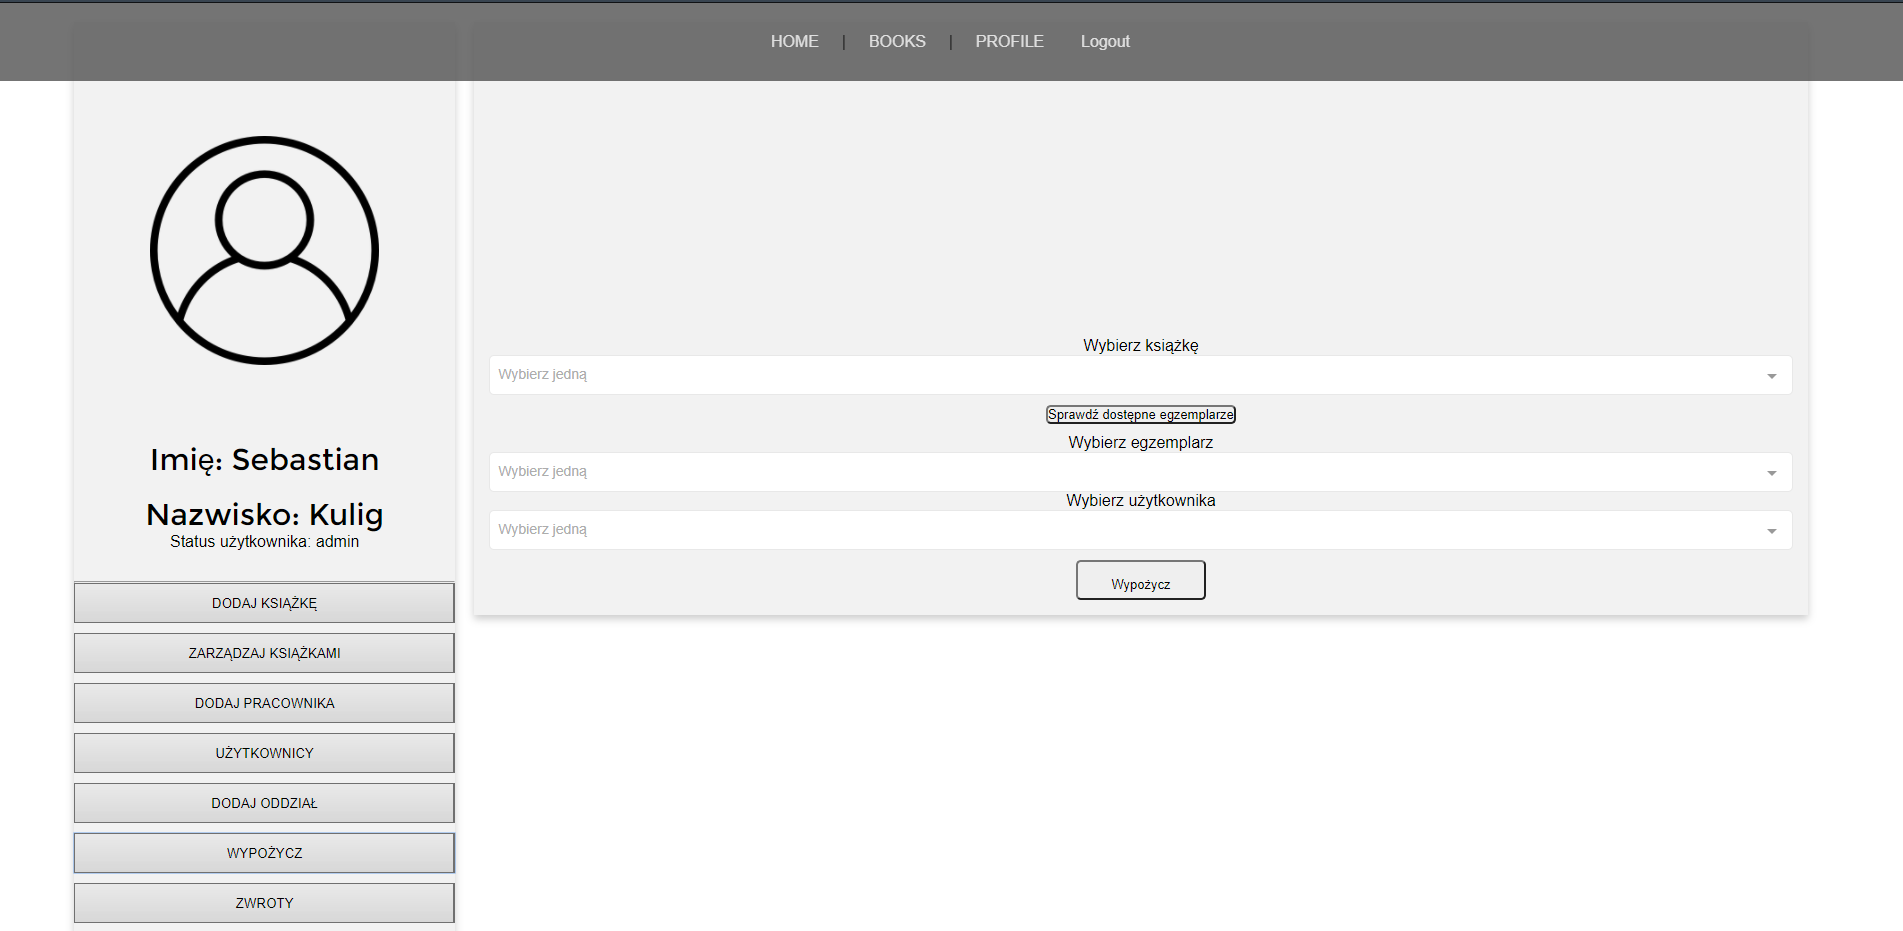 HOME | BOOKS | PROFILE Logout
Imię: Sebastian
Nazwisko: Kulig
Status użytkownika: admin
DODAJ KSIĄŻKĘ
ZARZĄDZAJ KSIĄŻKAMI
DODAJ PRACOWNIKA
UŻYTKOWNICY
DODAJ ODDZIAŁ
WYPOŻYCZ
ZWROTY
Wybierz książkę
Wybierz jedną
Sprawdź dostępne egzemplarze
Wybierz egzemplarz
Wybierz jedną
Wybierz użytkownika
Wybierz jedną
Wypożycz